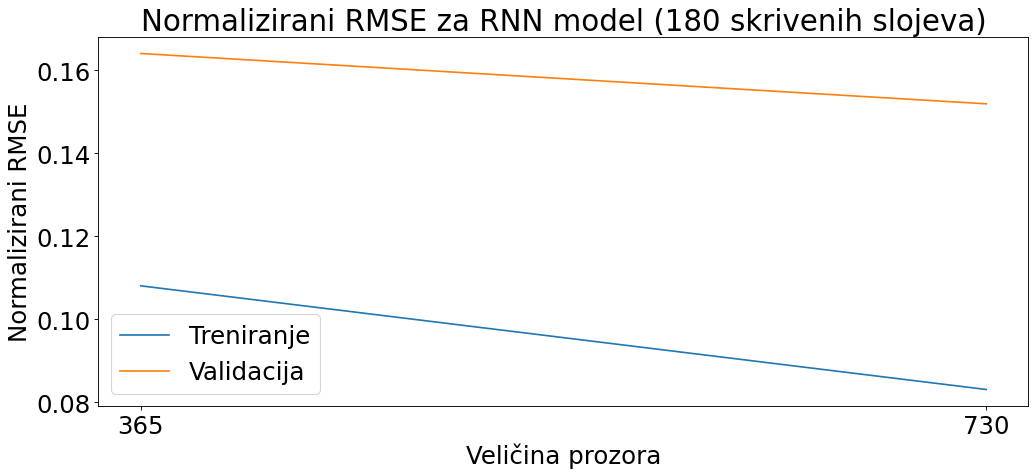 Normalizirani RMSE za RNN model (180 skrivenih slojeva)
Normalizirani RMSE
0.16
0.14
0.12
0.10
0.08
Treniranje
Validacija
365
730
Veličina prozora